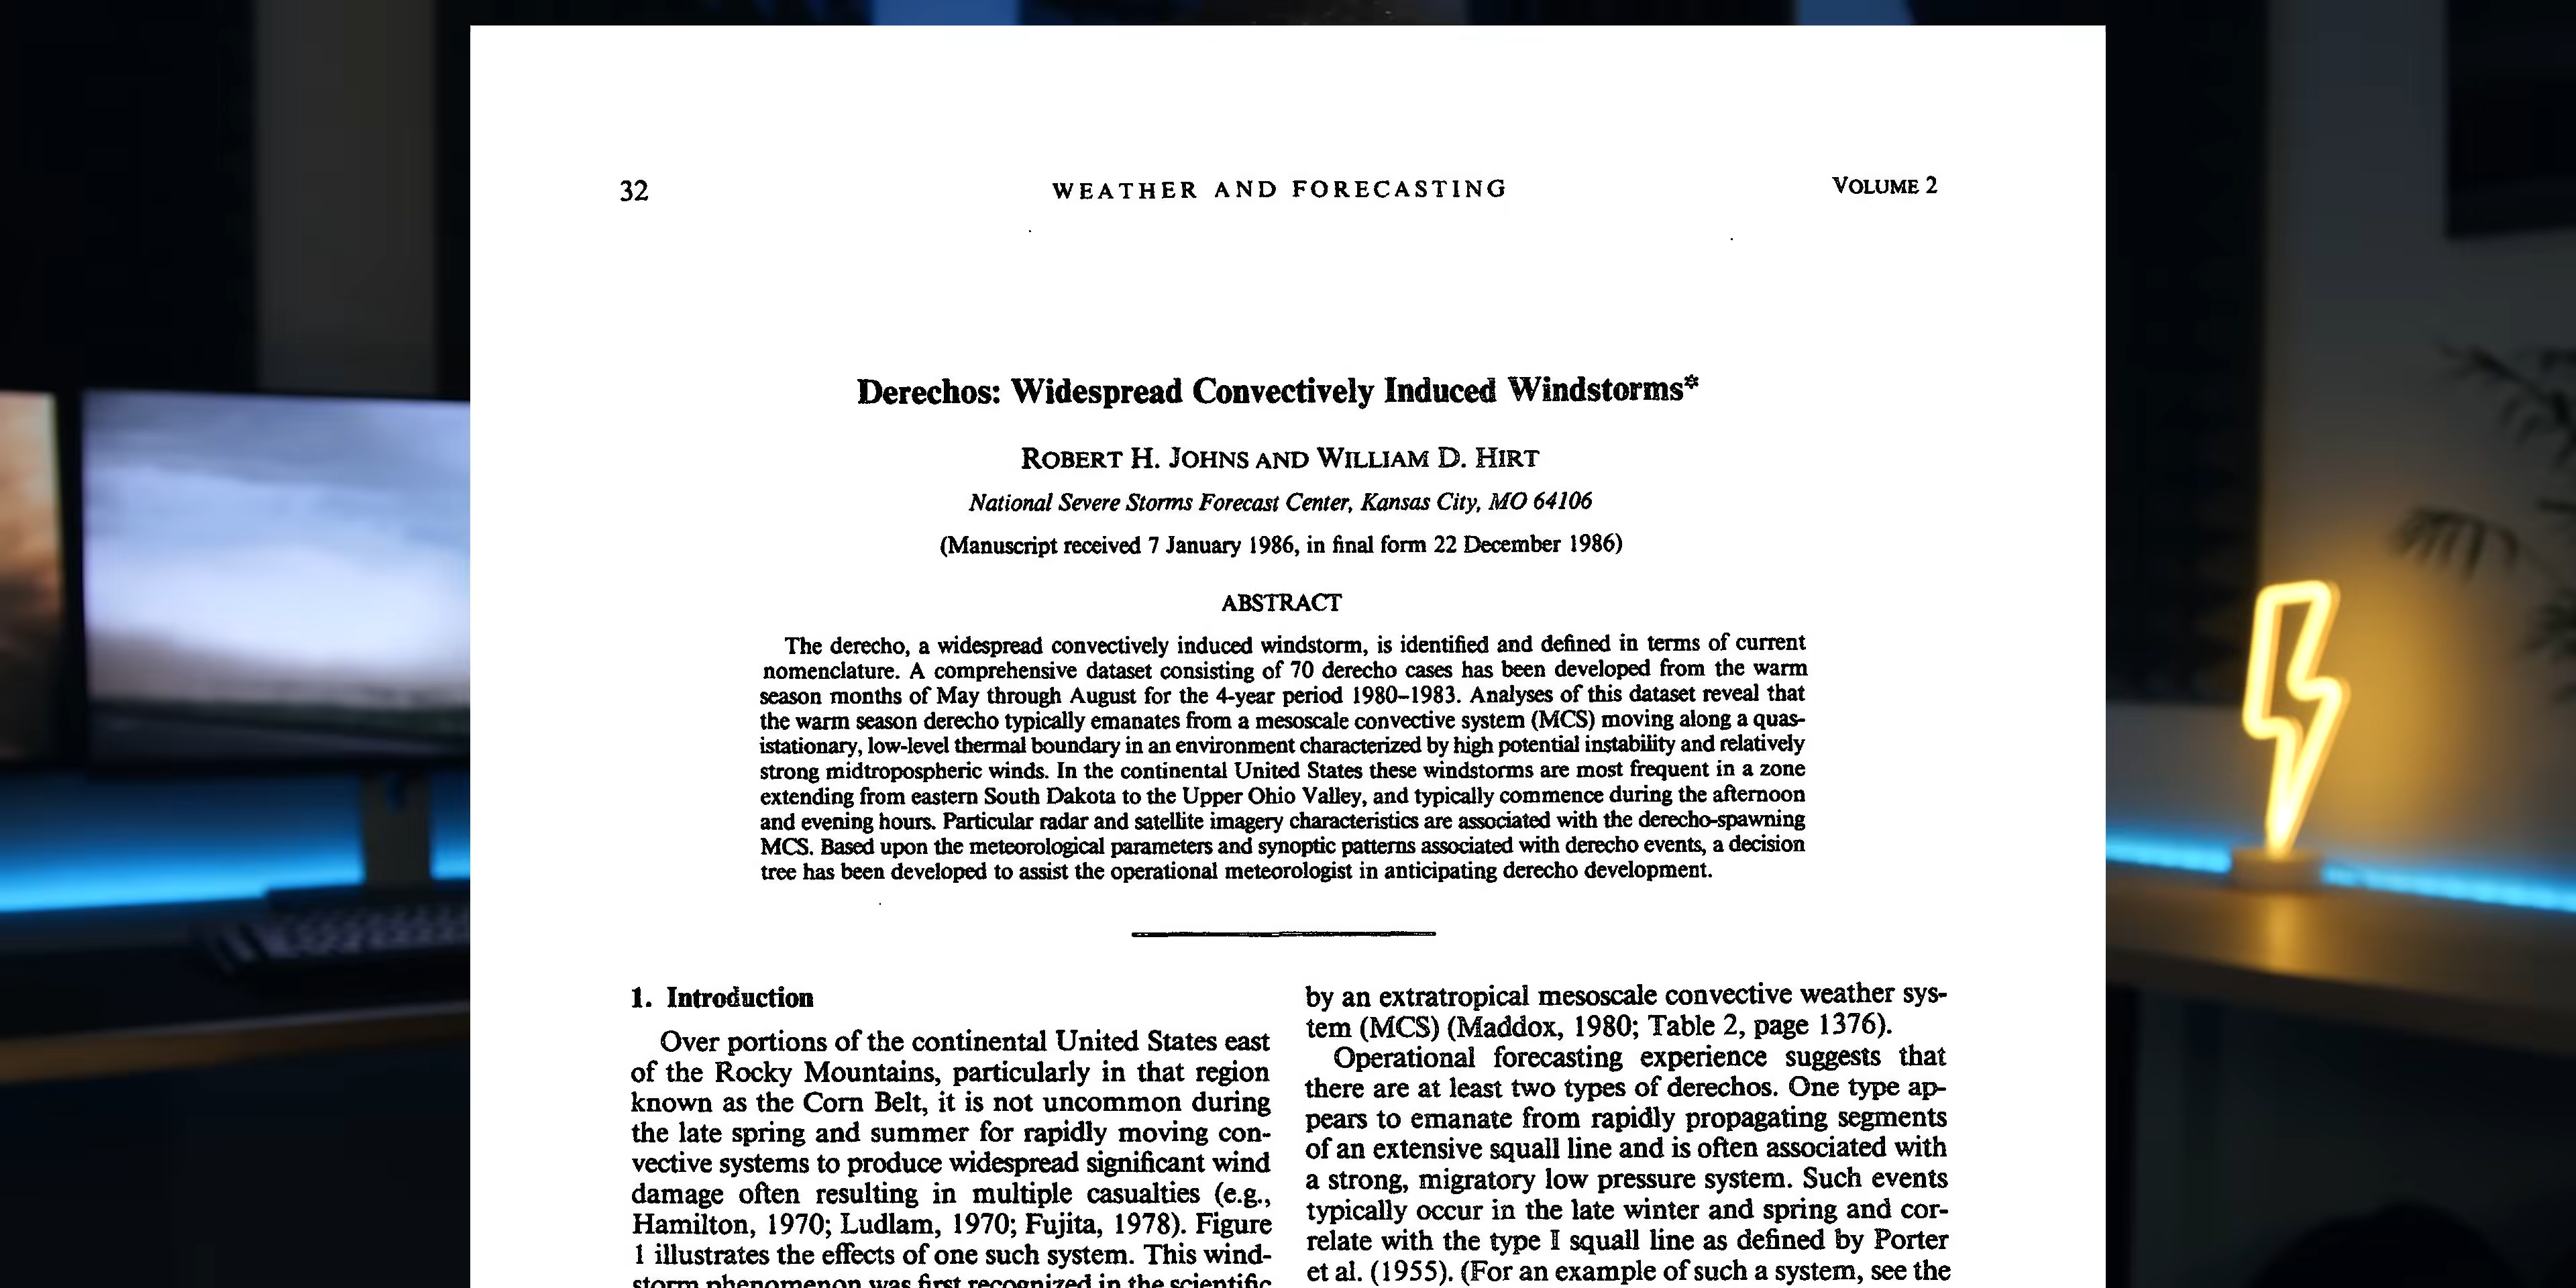 32
WEATHER AND FORECASTING
VOLUME 2
Derechos: Widespread Convectively Induced Windstorms*
ROBERT H. JOHNS AND WILLIAM D. HIRT
National Severe Storms Forecast Center, Kansas City, MO 64106
(Manuscript received 7 January 1986, in final form 22 December 1986)
ABSTRACT
The derecho, a widespread convectively induced windstorm, is identified and defined in terms of current
nomenclature. A comprehensive dataset consisting of 70 derecho cases has been developed from the warm
season months of May through August for the 4-year period 1980–1983. Analyses of this dataset reveal that
the warm season derecho typically emanates from a mesoscale convective system (MCS) moving along a quas-
istationary, low-level thermal boundary in an environment characterized by high potential instability and relatively
strong midtropospheric winds. In the continental United States these windstorms are most frequent in a zone
extending from eastern South Dakota to the Upper Ohio Valley, and typically commence during the afternoon
and evening hours. Particular radar and satellite imagery characteristics are associated with the derecho-spawning
MCS. Based upon the meteorological parameters and synoptic patterns associated with derecho events, a decision
tree has been developed to assist the operational meteorologist in anticipating derecho development.
1. Introduction
Over portions of the continental United States east
of the Rocky Mountains, particularly in that region
known as the Corn Belt, it is not uncommon during
the late spring and summer for rapidly moving con-
vective systems to produce widespread significant wind
damage often resulting in multiple casualties (e.g.,
Hamilton, 1970; Ludlam, 1970; Fujita, 1978). Figure
1 illustrates the effects of one such system. This wind-
storm phenomenon was first recognized in the scientific
by an extratropical mesoscale convective weather sys-
tem (MCS) (Maddox, 1980; Table 2, page 1376).
Operational forecasting experience suggests that
there are at least two types of derechos. One type ap-
pears to emanate from rapidly propagating segments
of an extensive squall line and is often associated with
a strong, migratory low pressure system. Such events
typically occur in the late winter and spring and cor-
relate with the type I squall line as defined by Porter
et al. (1955). (For an example of such a system, see the